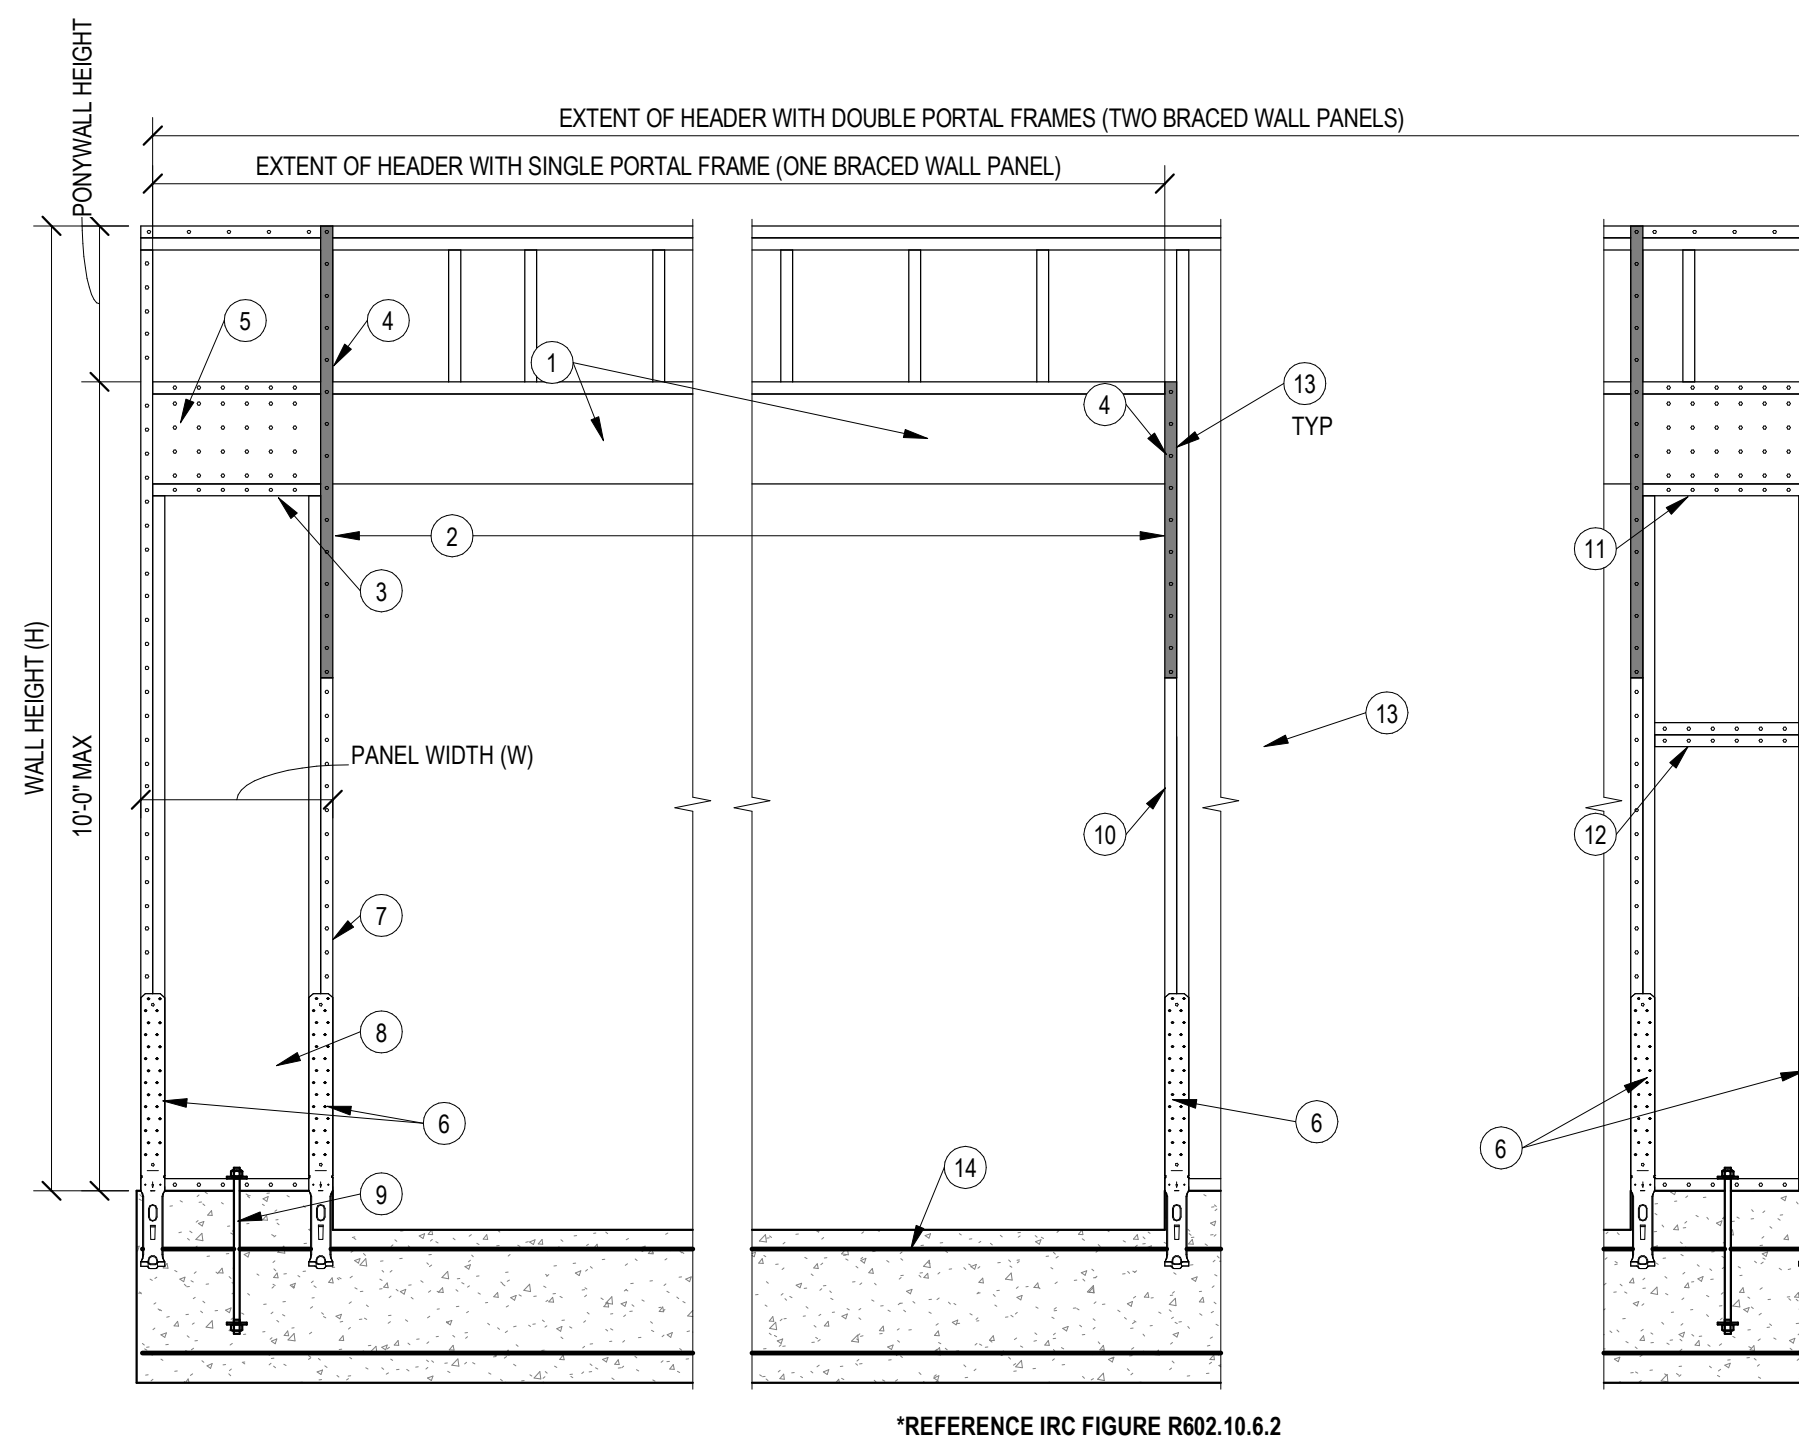 PONYWALL HEIGHT
EXTENT OF HEADER WITH DOUBLE PORTAL FRAMES (TWO BRACED WALL PANELS)
EXTENT OF HEADER WITH SINGLE PORTAL FRAME (ONE BRACED WALL PANEL)
5
4
1
13
TYP
4
2
11
3
WALL HEIGHT (H)
10'-0" MAX
13
PANEL WIDTH (W)
10
12
7
8
6
6
6
14
9
*REFERENCE IRC FIGURE R602.10.6.2